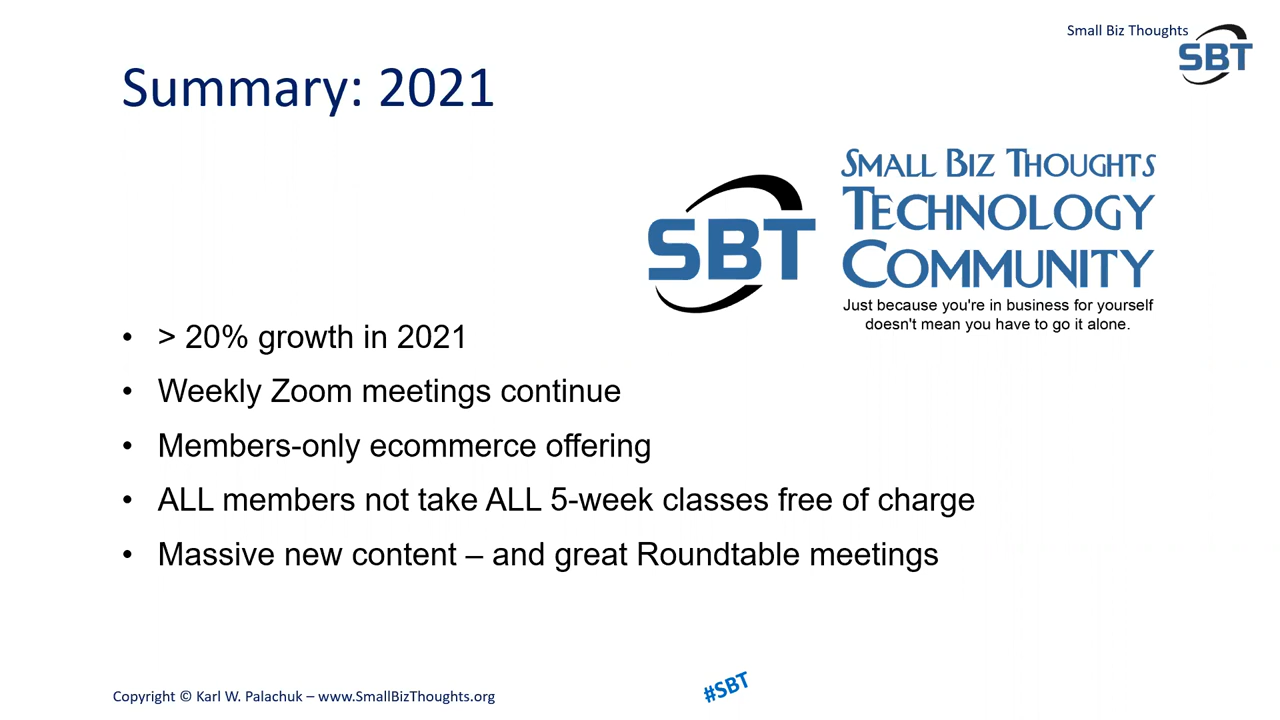 Small Biz Thoughts
SBT
Summary: 2021
SBT
Small Biz Thoughts
Technology
Community
Just because you're in business for yourself
doesn't mean you have to go it alone.
• > 20% growth in 2021
• Weekly Zoom meetings continue
• Members-only ecommerce offering
• ALL members not take ALL 5-week classes free of charge
• Massive new content – and great Roundtable meetings
Copyright © Karl W. Palachuk – www.SmallBizThoughts.org
#SBT